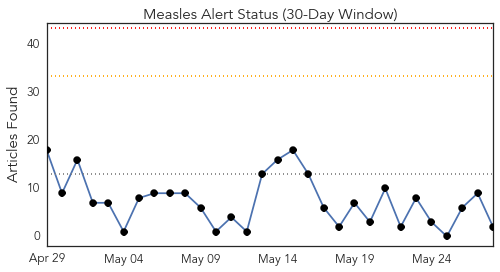 Measles Alert Status (30-Day Window)
Articles Found
40
30
20
10
0
Apr 29
May 04
May 09
May 14
May 19
May 24